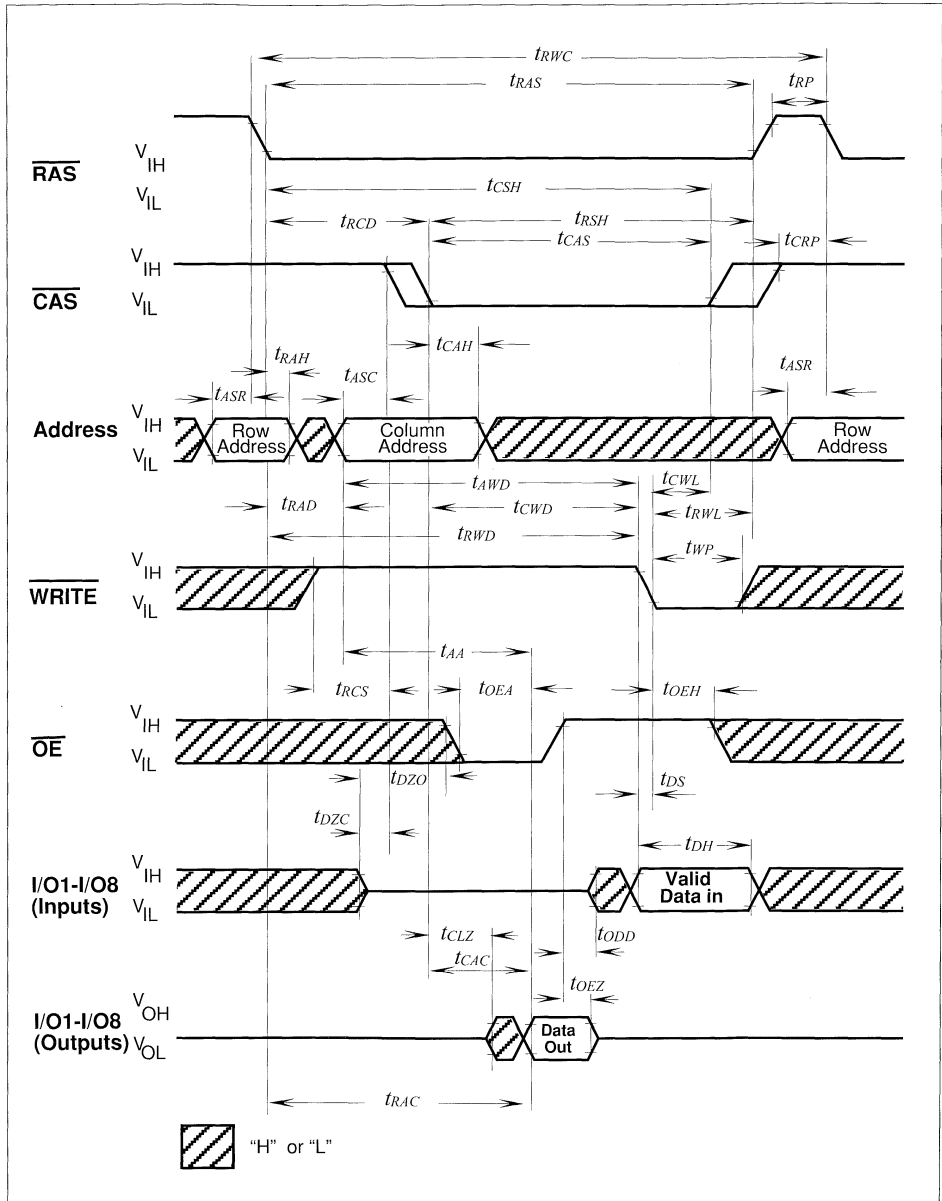 tRWC
tRAS
tRP
RAS
VIH
VIL
tCSH
tRCD
tRSH
tCAS
tCRP
CAS
VIH
VIL
tCAH
tRAH
tASC
tASR
tASR
Address
VIH
VIL
Row
Address
Column
Address
Row
Address
tAWD
tCWL
tRAD
tCWD
tRWL
tRWD
tWP
WRITE
VIH
VIL
tAA
tRCS
tOEA
tOEH
OE
VIH
VIL
tDZO
tDS
tDZC
tDH
I/O1-I/O8
(Inputs)
VIH
VIL
Valid
Data in
tCLZ
tODD
tCAC
tOEZ
I/O1-I/O8
(Outputs)
VOH
VOL
Data
Out
tRAC
"H" or "L"